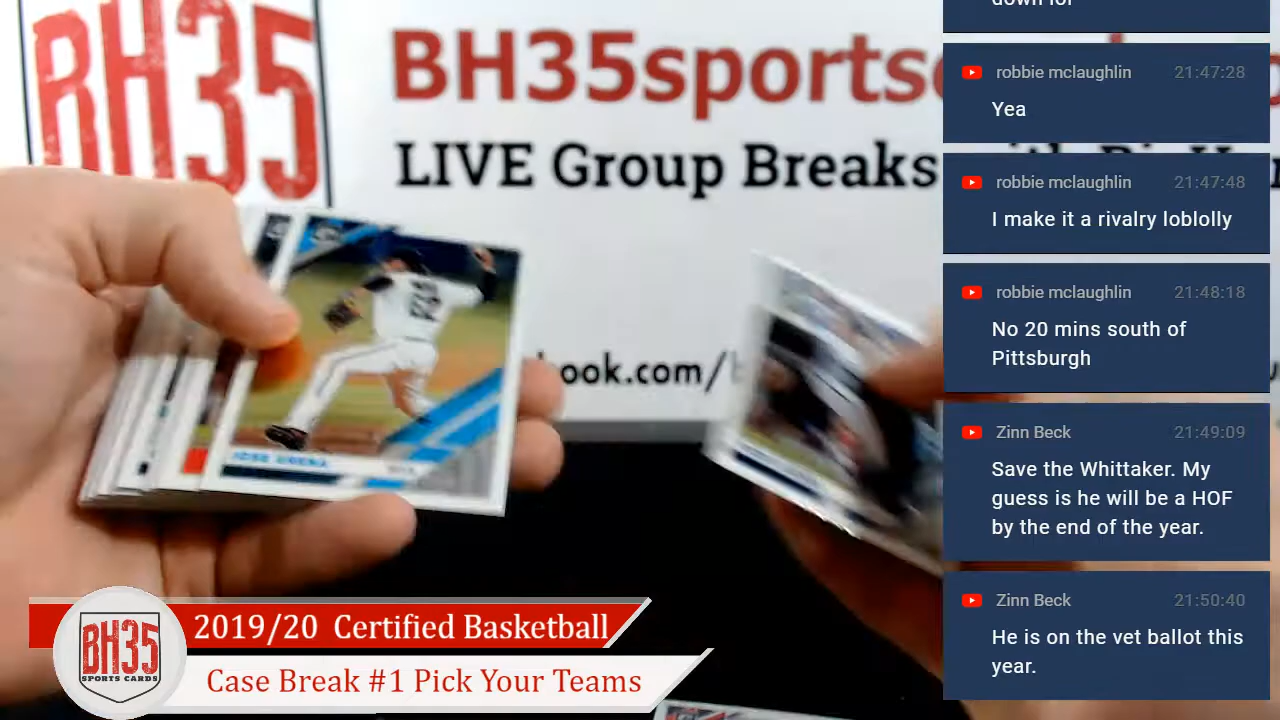 BH35
BH35sports
LIVE Group Breaks
ook.com/
JOSE UREÑA
2019/20 Certified Basketball
Case Break #1 Pick Your Teams
BH35
SPORTS CARDS
robbie mclaughlin 21:47:28
Yea
robbie mclaughlin 21:47:48
I make it a rivalry loblolly
robbie mclaughlin 21:48:18
No 20 mins south of
Pittsburgh
Zinn Beck 21:49:09
Save the Whittaker. My
guess is he will be a HOF
by the end of the year.
Zinn Beck 21:50:40
He is on the vet ballot this
year.